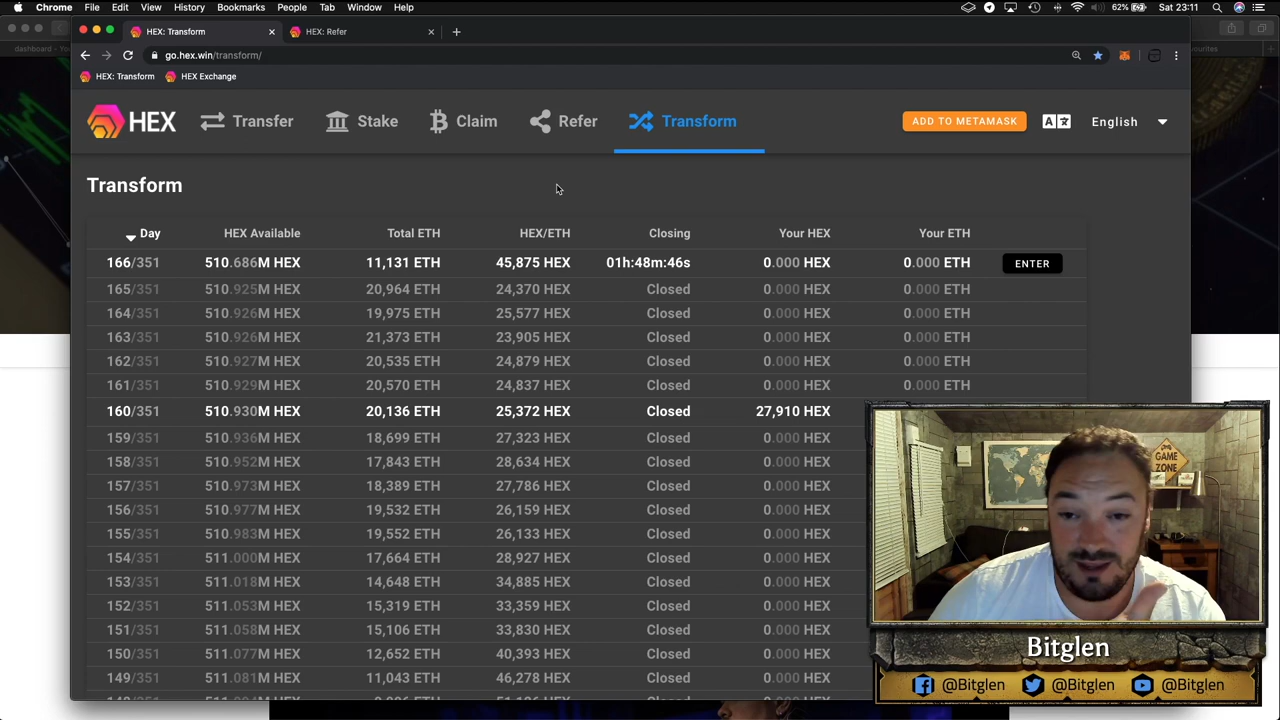 Chrome File Edit View History Bookmarks People Tab Window Help 62% Sat 23:11
HEX: Transform HEX: Refer
go.hex.win/transform/
HEX: Transform HEX Exchange
HEX Transfer Stake Claim Refer Transform ADD TO METAMASK English
Transform
Day HEX Available Total ETH HEX/ETH Closing Your HEX Your ETH
166/351 510.686M HEX 11,131 ETH 45,875 HEX 01h:48m:46s 0.000 HEX 0.000 ETH ENTER
165/351 510.925M HEX 20,964 ETH 24,370 HEX Closed 0.000 HEX 0.000 ETH
164/351 510.926M HEX 19,975 ETH 25,577 HEX Closed 0.000 HEX 0.000 ETH
163/351 510.926M HEX 21,373 ETH 23,905 HEX Closed 0.000 HEX 0.000 ETH
162/351 510.927M HEX 20,535 ETH 24,879 HEX Closed 0.000 HEX 0.000 ETH
161/351 510.929M HEX 20,570 ETH 24,837 HEX Closed 0.000 HEX 0.000 ETH
160/351 510.930M HEX 20,136 ETH 25,372 HEX Closed 27,910 HEX
159/351 510.936M HEX 18,699 ETH 27,323 HEX Closed 0.000 HEX
158/351 510.952M HEX 17,843 ETH 28,634 HEX Closed 0.000 HEX
157/351 510.973M HEX 18,389 ETH 27,786 HEX Closed 0.000 HEX
156/351 510.977M HEX 19,532 ETH 26,159 HEX Closed 0.000 HEX
155/351 510.983M HEX 19,552 ETH 26,133 HEX Closed 0.000 HEX
154/351 511.000M HEX 17,664 ETH 28,927 HEX Closed 0.000 HEX
153/351 511.018M HEX 14,648 ETH 34,885 HEX Closed 0.000 HEX
152/351 511.053M HEX 15,319 ETH 33,359 HEX Closed 0.000 HEX
151/351 511.058M HEX 15,106 ETH 33,830 HEX Closed 0.000 HEX
150/351 511.077M HEX 12,652 ETH 40,393 HEX Closed 0.000 HEX
149/351 511.081M HEX 11,043 ETH 46,278 HEX Closed 0.000 HEX
GAME
ZONE
Bitglen
@Bitglen @Bitglen @Bitglen